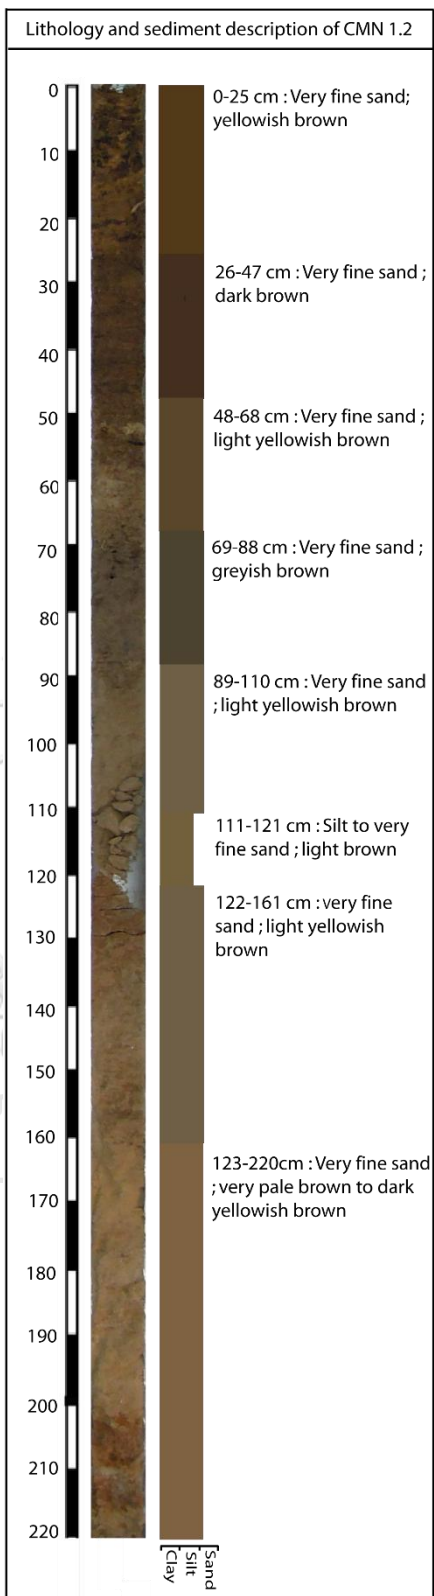 Lithology and sediment description of CMN 1.2
0
0-25 cm : Very fine sand;
yellowish brown
10
20
26-47 cm : Very fine sand ;
dark brown
30
40
50
48-68 cm : Very fine sand ;
light yellowish brown
60
70
69-88 cm : Very fine sand ;
greyish brown
80
90
89-110 cm : Very fine sand
; light yellowish brown
100
110
111-121 cm : Silt to very
fine sand ; light brown
120
122-161 cm : very fine
sand ; light yellowish
brown
130
140
150
160
123-220cm : Very fine sand
; very pale brown to dark
yellowish brown
170
180
190
200
210
220
Clay
Silt
Sand